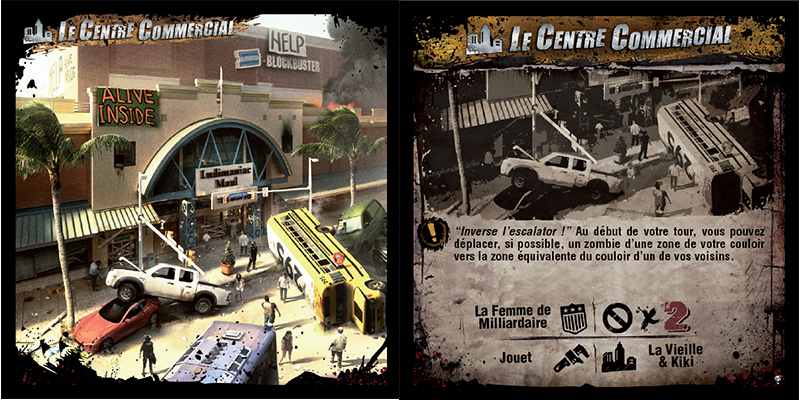 LE CENTRE COMMERCIAL
HELP
BLOCKBUSTER
ALIVE
INSIDE
Indiomaniac
Maul
LE CENTRE COMMERCIAL
"Inverse l'escalator !" Au début de votre tour, vous pouvez
déplacer, si possible, un zombie d'une zone de votre couloir
vers la zone équivalente du couloir d'un de vos voisins.
La Femme de
Milliardaire
2
Jouet
La Vieille
& Kiki